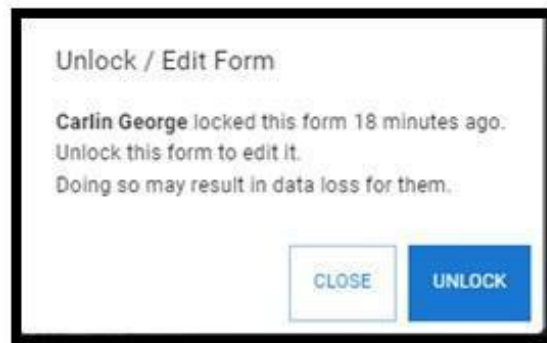 Unlock / Edit Form
Carlin George locked this form 18 minutes ago.
Unlock this form to edit it.
Doing so may result in data loss for them.
CLOSE
UNLOCK